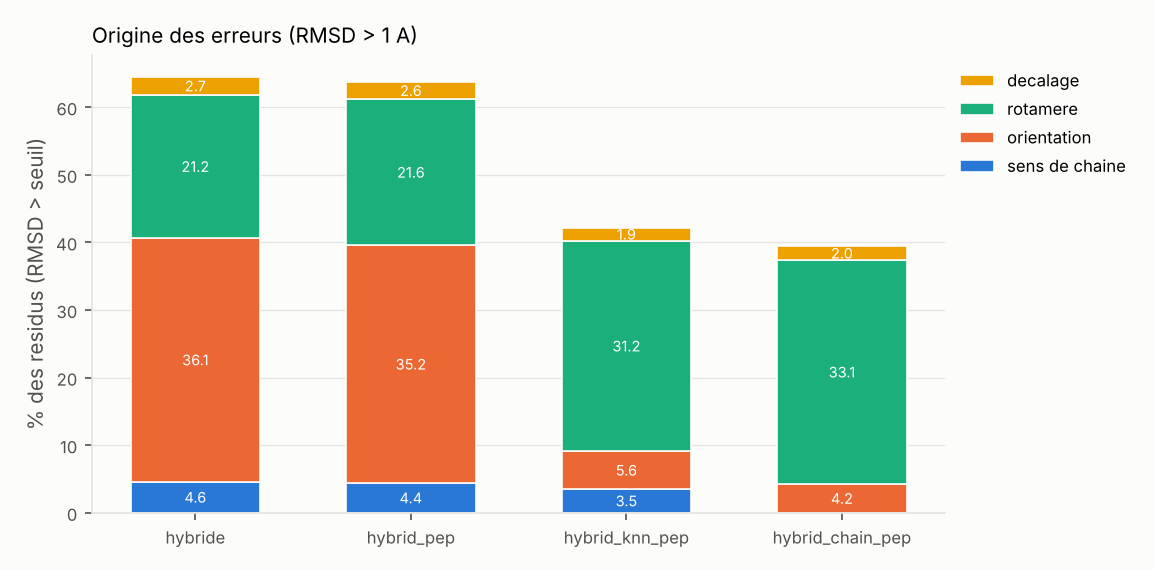 Origine des erreurs (RMSD > 1 A)
% des residus (RMSD > seuil)
60
50
40
30
20
10
0
2.7
21.2
36.1
4.6
2.6
21.6
35.2
4.4
1.9
31.2
5.6
3.5
2.0
33.1
4.2
hybride
hybrid_pep
hybrid_knn_pep
hybrid_chain_pep
decalage
rotamere
orientation
sens de chaine